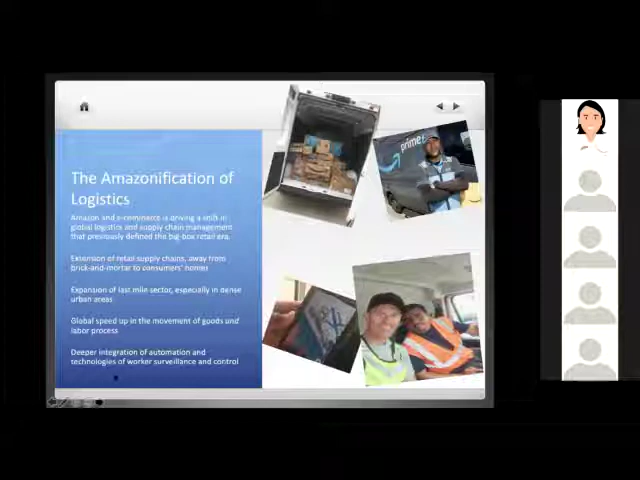 The Amazonification of
Logistics
Amazon and e-commerce is driving a shift in
global logistics and supply chain management
that previously defined the big-box retail era.
Extension of retail supply chains, away from
brick-and-mortar to consumers' homes
Expansion of last mile sector, especially in dense
urban areas
Global speed up in the movement of goods and
labor process
Deeper integration of automation and
technologies of worker surveillance and control
prime